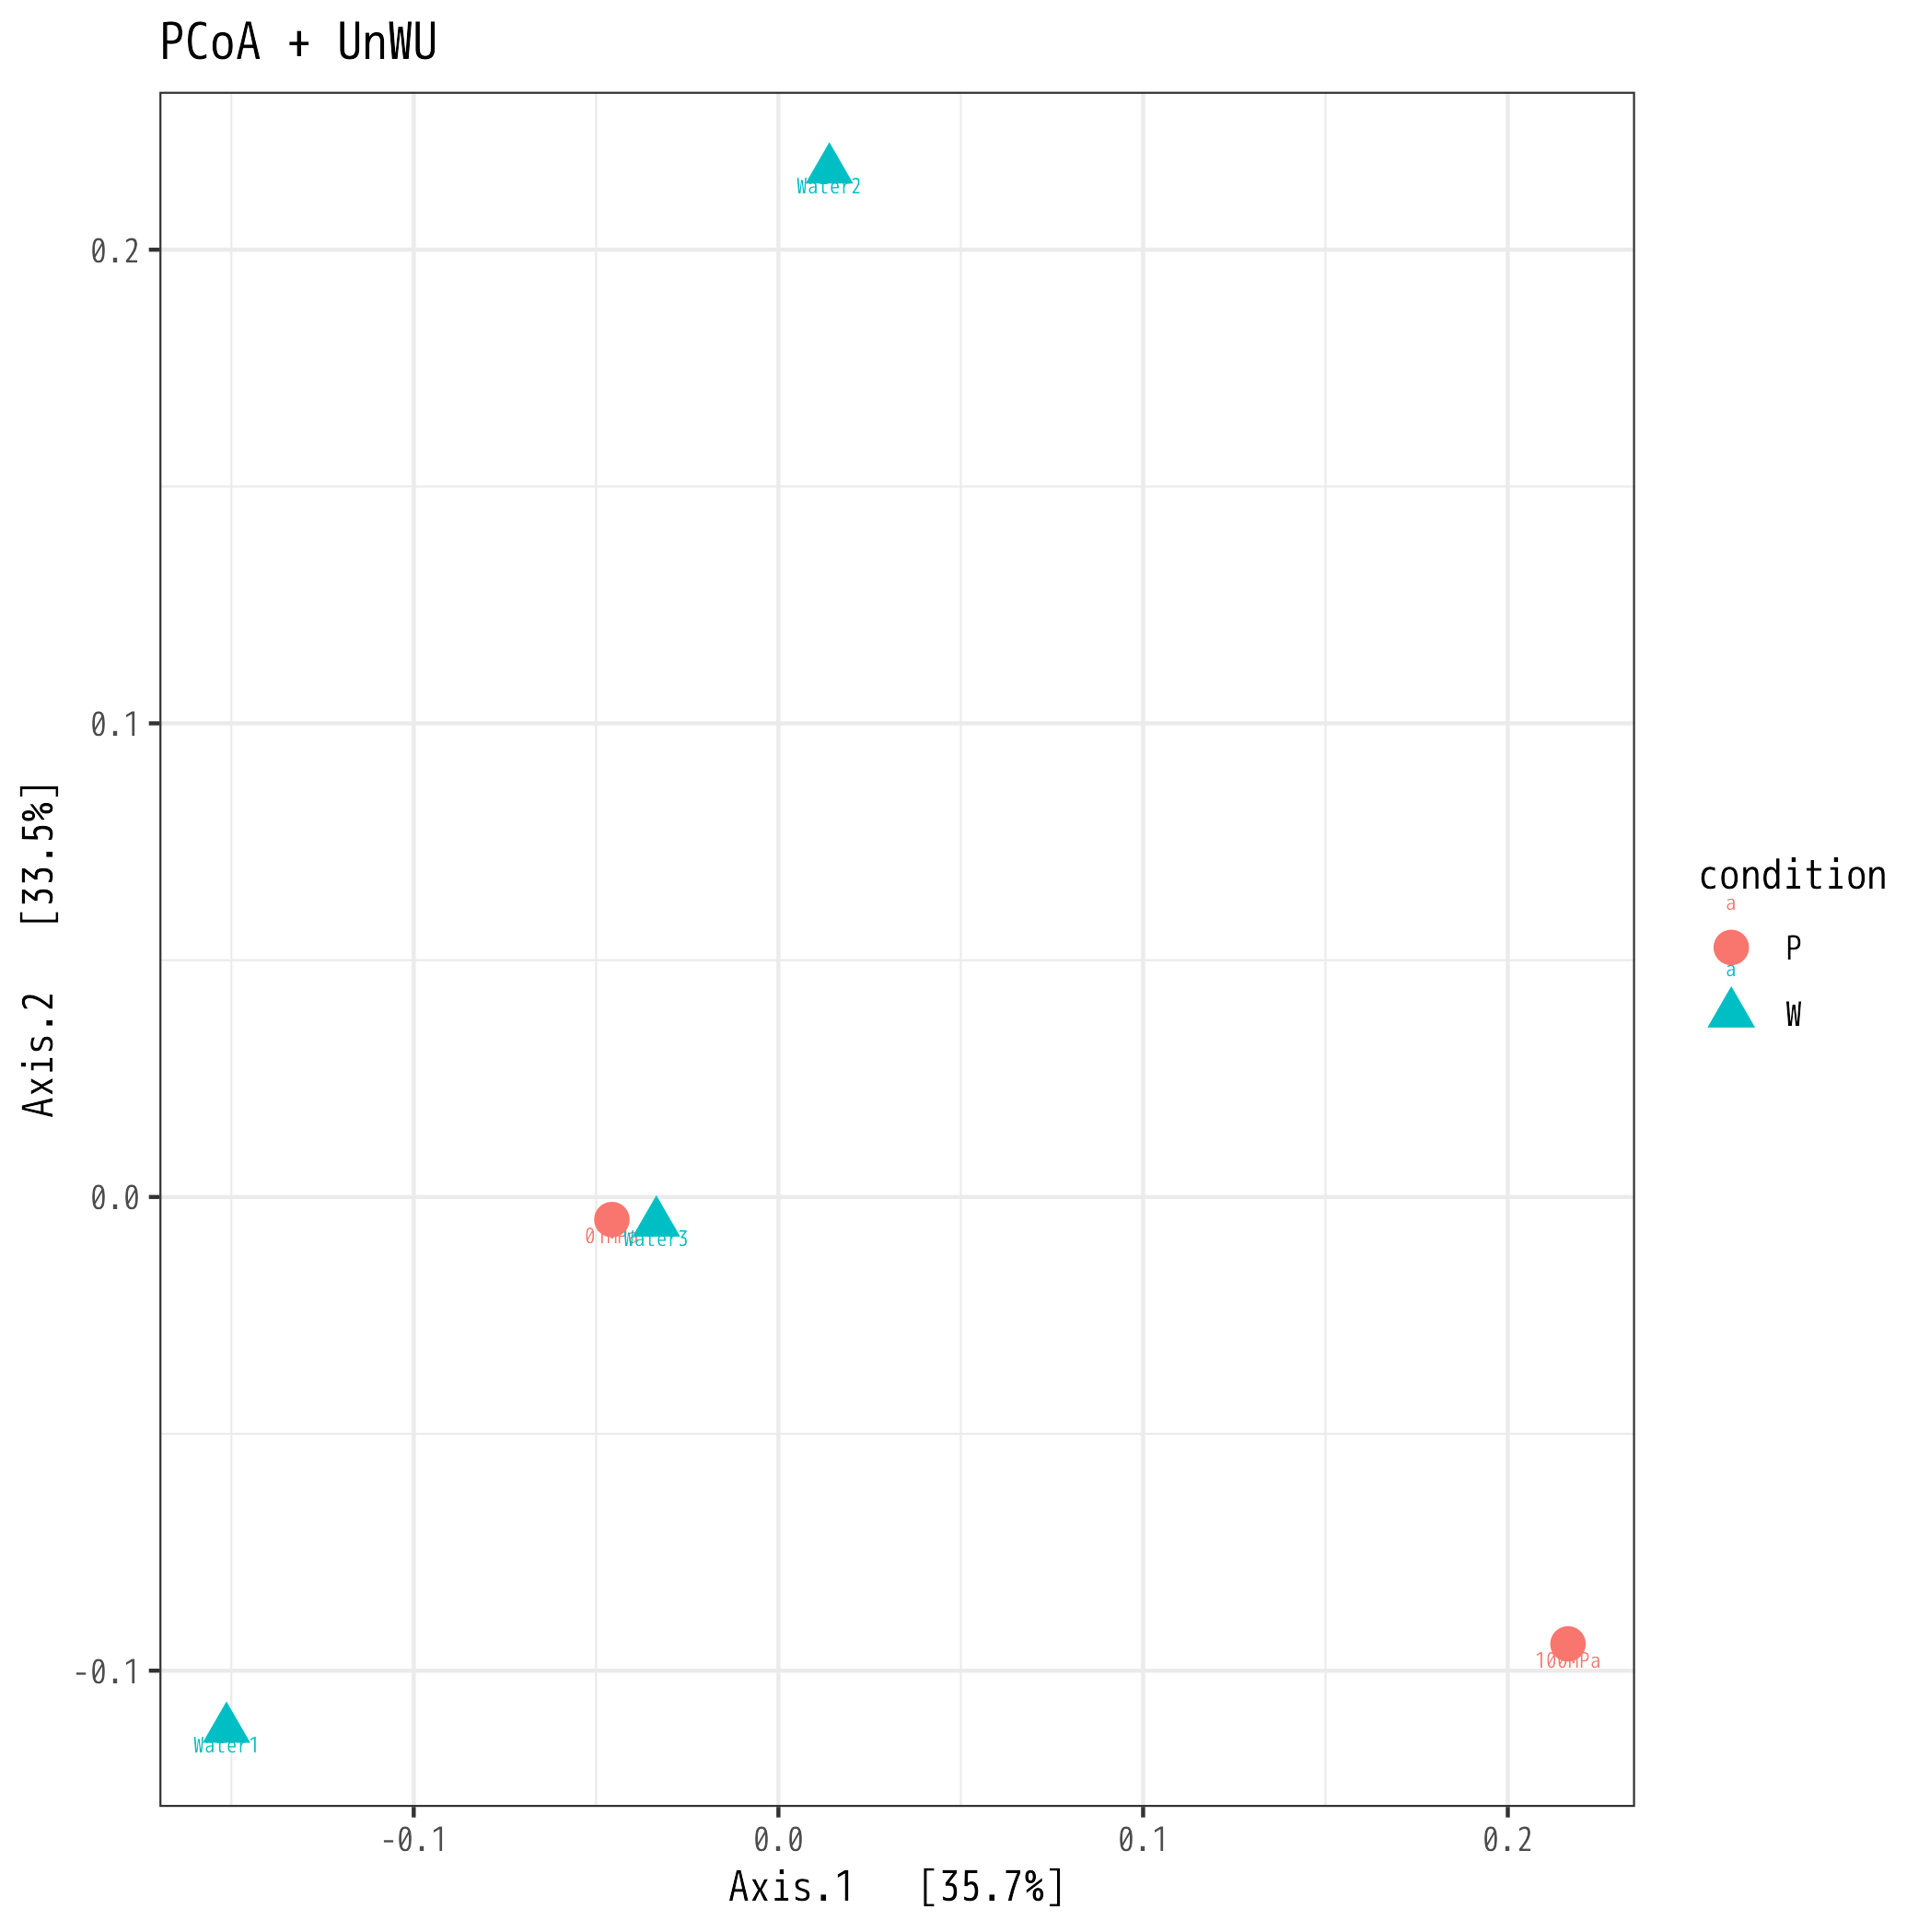 PCoA + UnWU
Water2
0.2
0.1
Axis.2 [33.5%]
condition
a
P
a
W
0.0
Water3
100MPa
-0.1
Water1
-0.1
0.0
0.1
0.2
Axis.1 [35.7%]